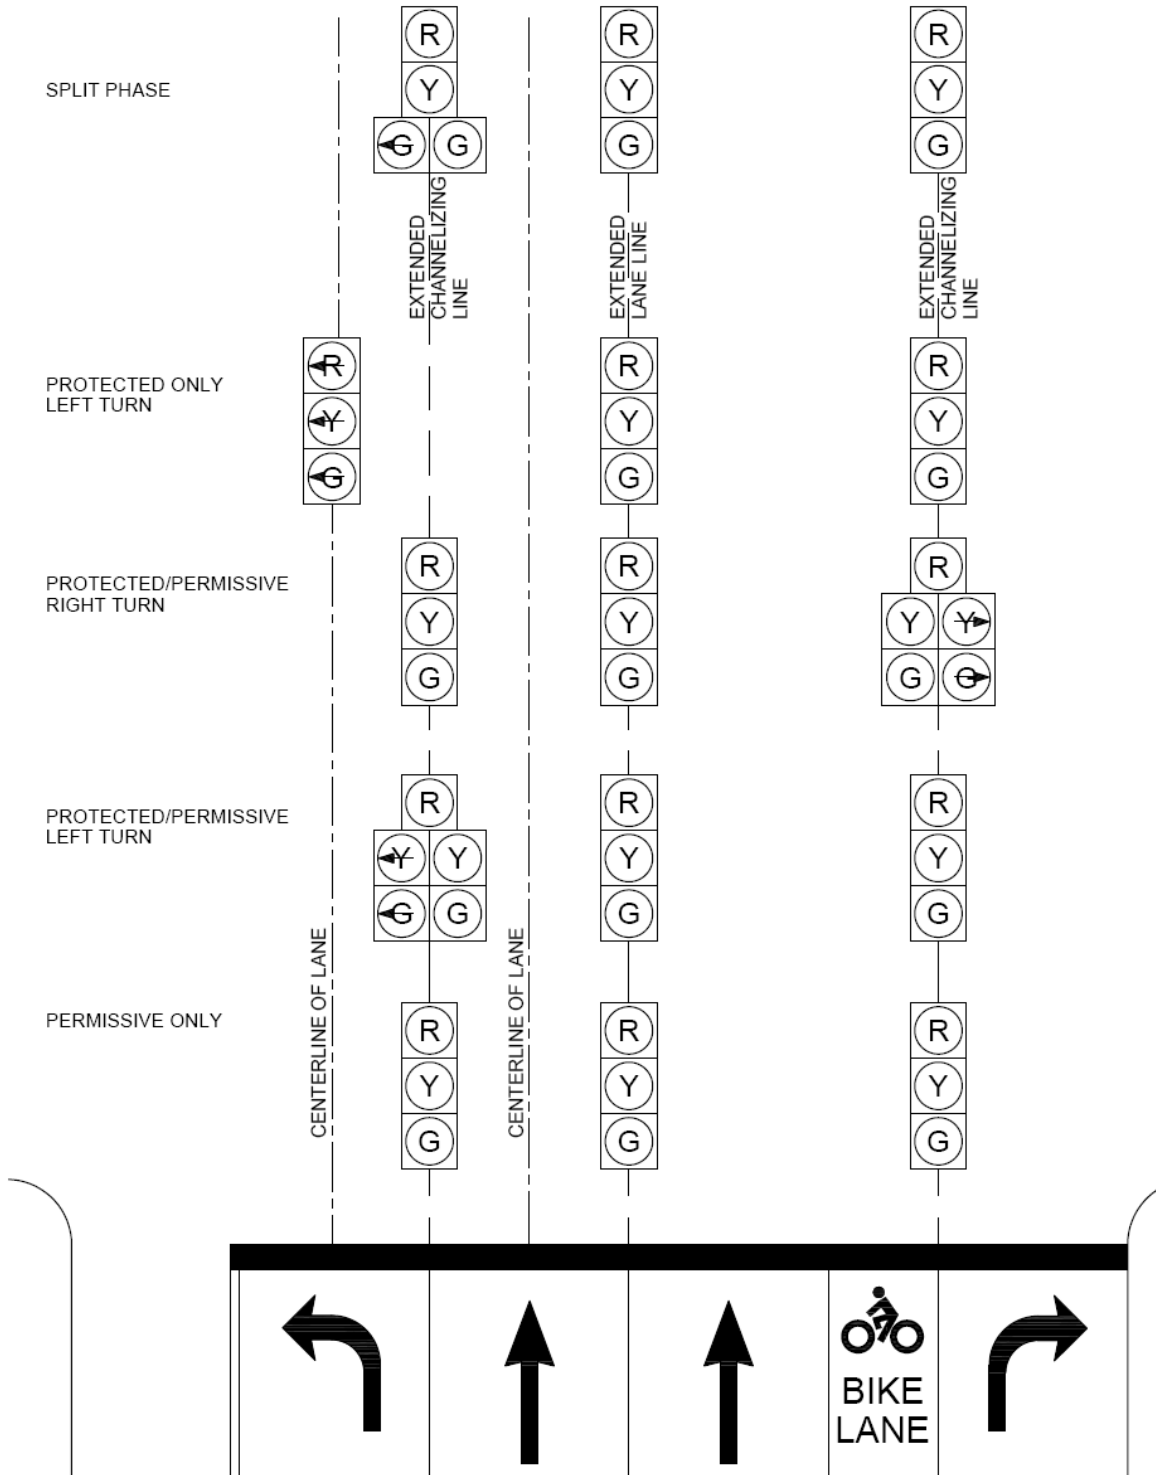 R
R
R
SPLIT PHASE
Y
Y
Y
G G
G
G
EXTENDED
CHANNELIZING
LINE
EXTENDED
LANE LINE
EXTENDED
CHANNELIZING
LINE
PROTECTED ONLY
LEFT TURN
R
R
R
Y
Y
Y
G
G
G
PROTECTED/PERMISSIVE
RIGHT TURN
R
R
R
Y
Y
Y Y
G
G
G G
PROTECTED/PERMISSIVE
LEFT TURN
R
R
R
Y Y
Y
Y
G G
G
G
CENTERLINE OF LANE
CENTERLINE OF LANE
PERMISSIVE ONLY
R
R
R
Y
Y
Y
G
G
G
BIKE
LANE